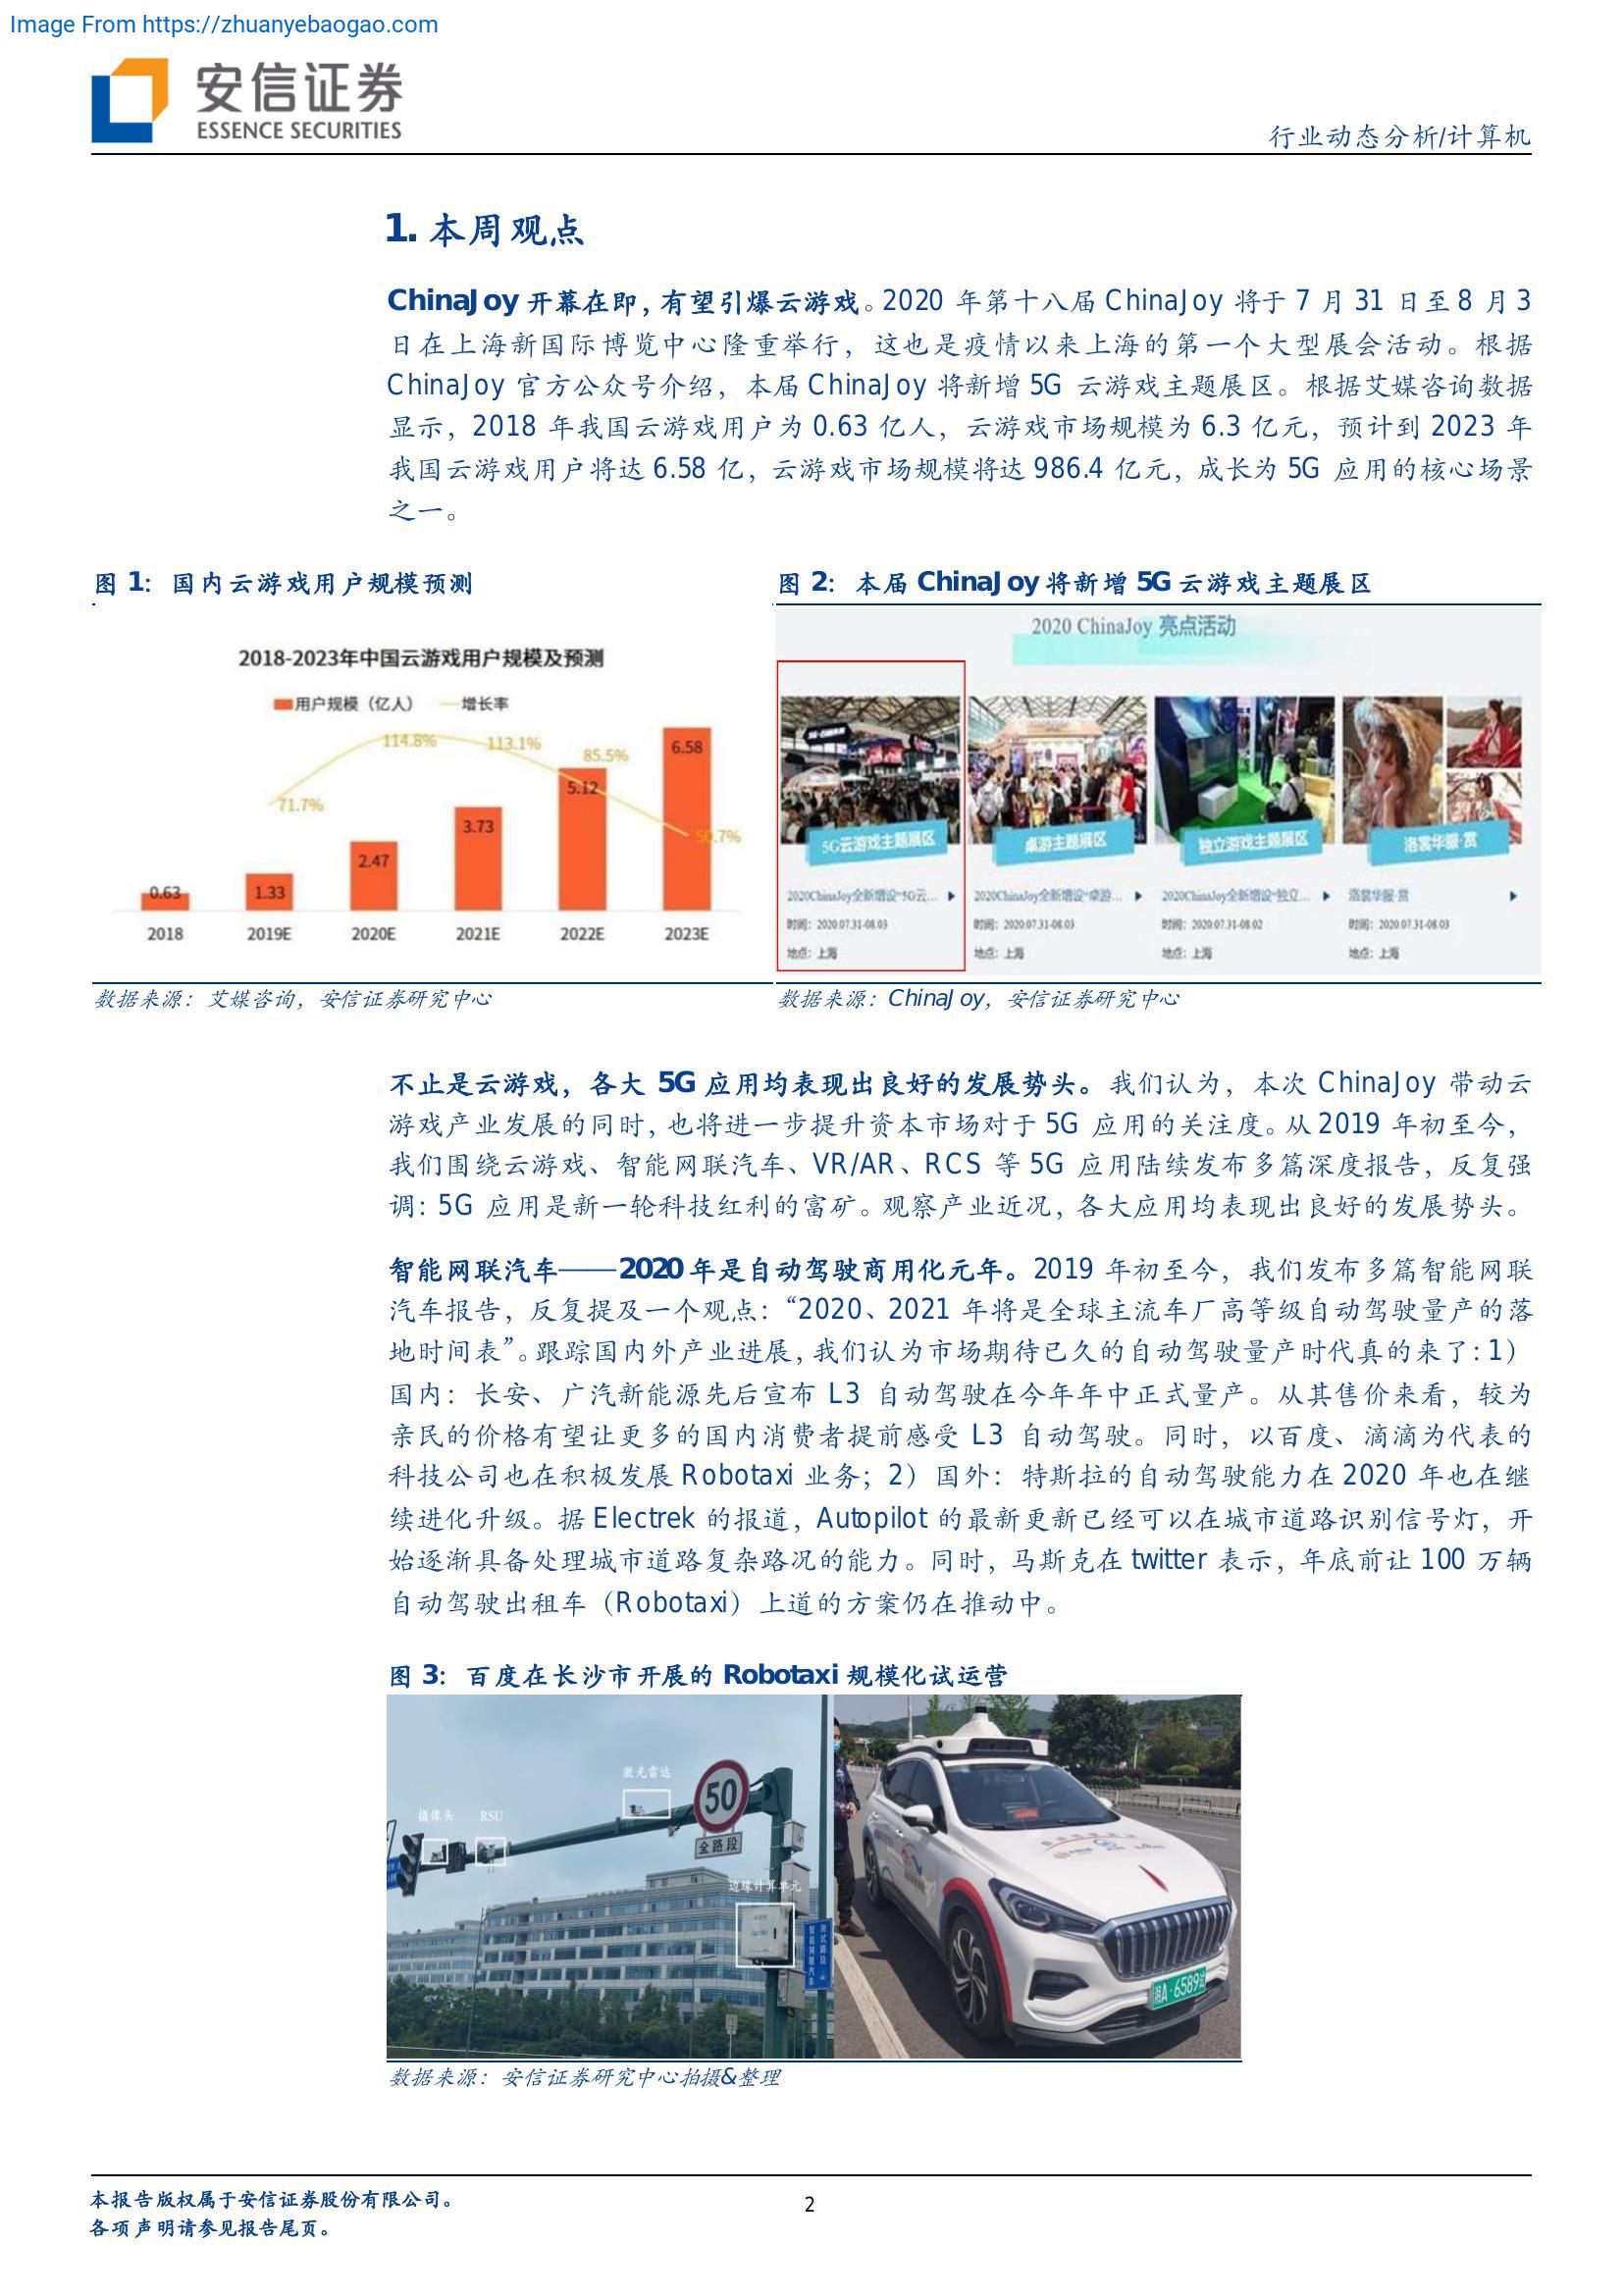 Image From https://zhuanyebaogao.com
安信证券
ESSENCE SECURITIES
行业动态分析/计算机
1. 本周观点
ChinaJoy 开幕在即，有望引爆云游戏。2020 年第十八届 ChinaJoy 将于 7 月 31 日至 8 月 3
日在上海新国际博览中心隆重举行，这也是疫情以来上海的第一个大型展会活动。根据
ChinaJoy 官方公众号介绍，本届 ChinaJoy 将新增 5G 云游戏主题展区。根据艾媒咨询数据
显示，2018 年我国云游戏用户为 0.63 亿人，云游戏市场规模为 6.3 亿元，预计到 2023 年
我国云游戏用户将达 6.58 亿，云游戏市场规模将达 986.4 亿元，成长为 5G 应用的核心场景
之一。
图 1：国内云游戏用户规模预测
2018-2023年中国云游戏用户规模及预测
用户规模（亿人） 增长率
114.8% 113.1% 85.5% 6.58
5.12
71.7% 3.73 50.7%
2.47
0.63 1.33
2018 2019E 2020E 2021E 2022E 2023E
数据来源：艾媒咨询，安信证券研究中心
图 2：本届 ChinaJoy 将新增 5G 云游戏主题展区
2020 ChinaJoy 亮点活动
5G云游戏主题展区 桌游主题展区 独立游戏主题展区 洛裳华服·赏
2020ChinaJoy全新增设“5G云... 2020ChinaJoy全新增设“桌游... 2020ChinaJoy全新增设“独立... 洛裳华服·赏
时间：2020.07.31-08.03 时间：2020.07.31-08.03 时间：2020.07.31-08.02 时间：2020.07.31-08.03
地点：上海 地点：上海 地点：上海 地点：上海
数据来源：ChinaJoy，安信证券研究中心
不止是云游戏，各大 5G 应用均表现出良好的发展势头。我们认为，本次 ChinaJoy 带动云
游戏产业发展的同时，也将进一步提升资本市场对于 5G 应用的关注度。从 2019 年初至今，
我们围绕云游戏、智能网联汽车、VR/AR、RCS 等 5G 应用陆续发布多篇深度报告，反复强
调：5G 应用是新一轮科技红利的富矿。观察产业近况，各大应用均表现出良好的发展势头。
智能网联汽车——2020 年是自动驾驶商用化元年。2019 年初至今，我们发布多篇智能网联
汽车报告，反复提及一个观点：“2020、2021 年将是全球主流车厂高等级自动驾驶量产的落
地时间表”。跟踪国内外产业进展，我们认为市场期待已久的自动驾驶量产时代真的来了：1）
国内：长安、广汽新能源先后宣布 L3 自动驾驶在今年年中正式量产。从其售价来看，较为
亲民的价格有望让更多的国内消费者提前感受 L3 自动驾驶。同时，以百度、滴滴为代表的
科技公司也在积极发展 Robotaxi 业务；2）国外：特斯拉的自动驾驶能力在 2020 年也在继
续进化升级。据 Electrek 的报道，Autopilot 的最新更新已经可以在城市道路识别信号灯，开
始逐渐具备处理城市道路复杂路况的能力。同时，马斯克在 twitter 表示，年底前让 100 万辆
自动驾驶出租车（Robotaxi）上道的方案仍在推动中。
图 3：百度在长沙市开展的 Robotaxi 规模化试运营
激光雷达
摄像头 RSU
50
全路段
边缘计算单元
智能网联汽车
测试路段
湘A·6589
数据来源：安信证券研究中心拍摄&整理
本报告版权属于安信证券股份有限公司。
各项声明请参见报告尾页。
2